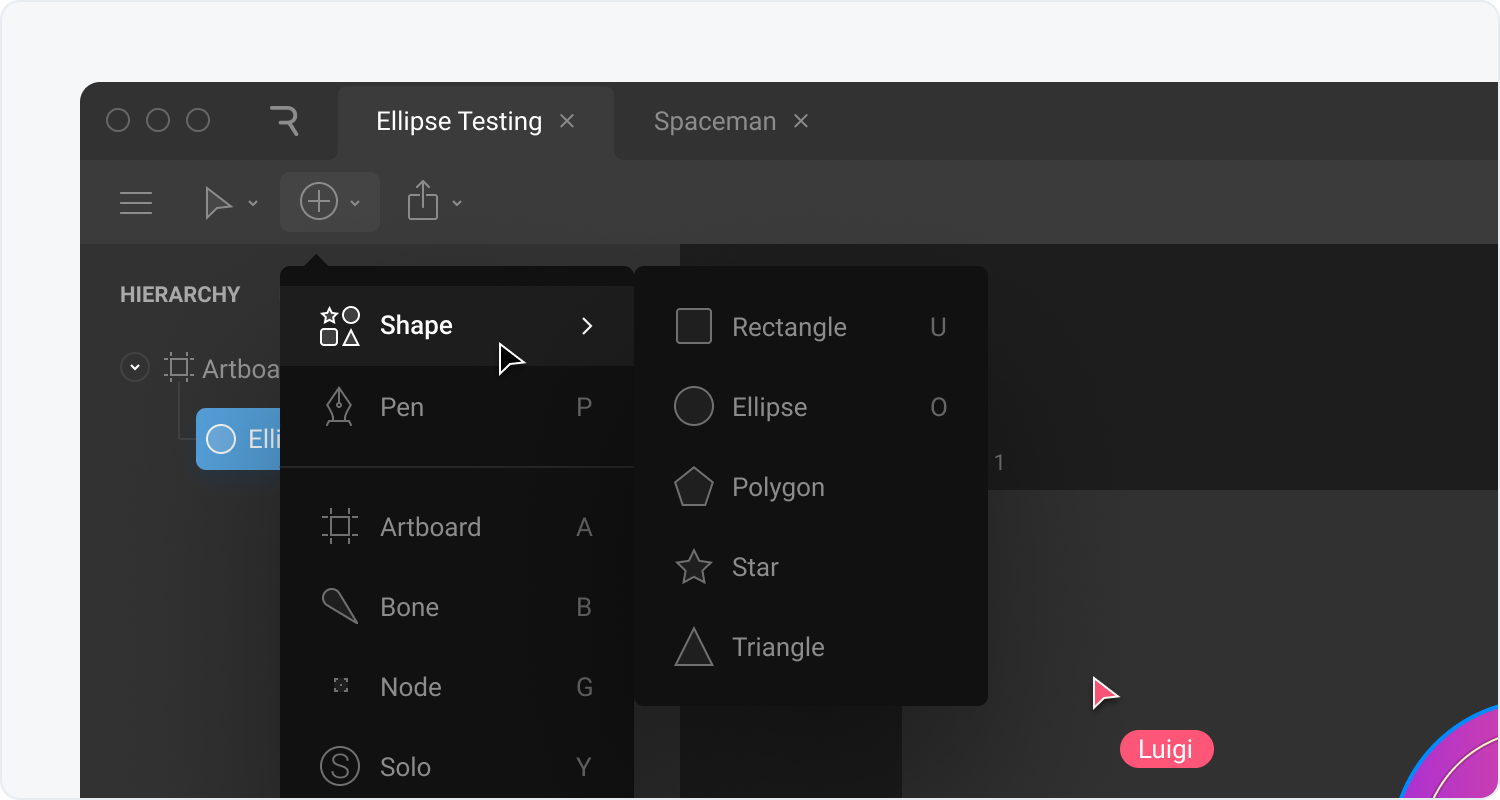 Ellipse Testing
Spaceman
HIERARCHY
Artboa
Elli
Shape
Pen P
Artboard A
Bone B
Node G
Solo Y
Rectangle U
Ellipse O
Polygon
Star
Triangle
1
Luigi